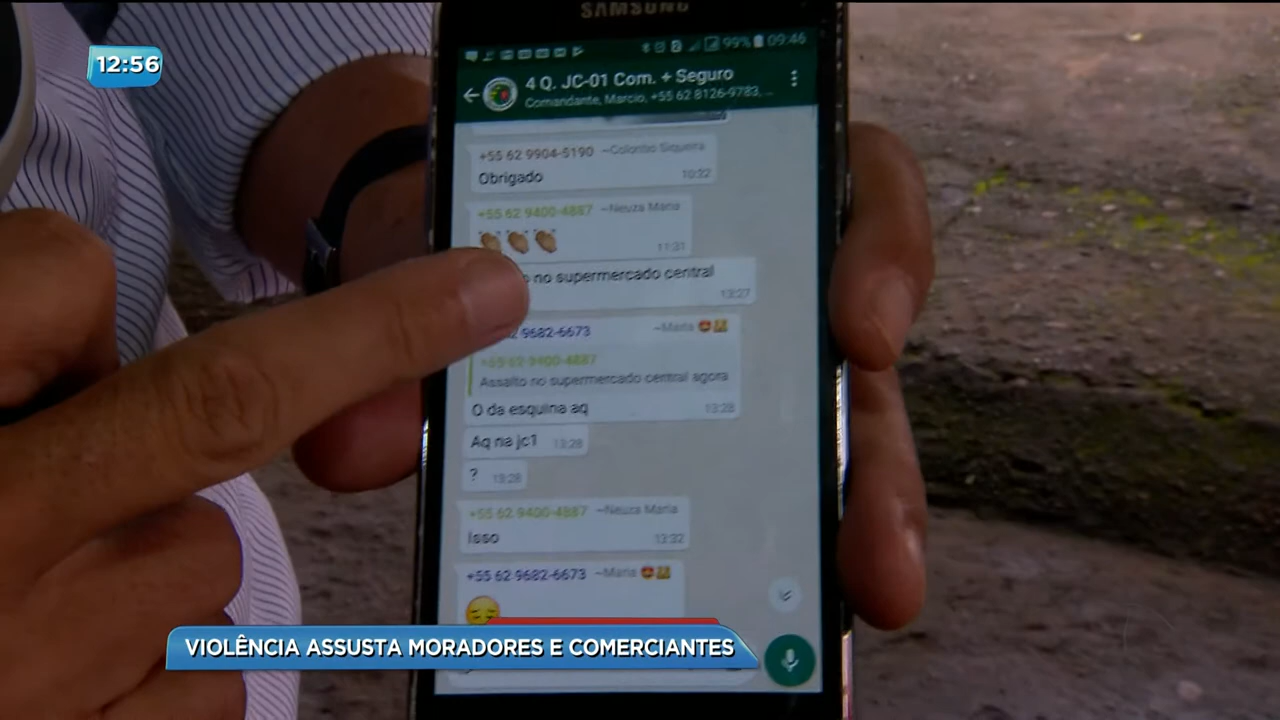 SAMSUNG
12:56
99% 09:46
4 Q. JC-01 Com. + Seguro
Comandante, Marcio, +55 62 8126-9783, ...
+55 62 9904-5190 ~Colombo Siqueira
Obrigado 10:32
+55 62 9400-4887 ~Neuza Maria
11:31
no supermercado central
13:27
9682-6673 ~Maria
+55 62 9400-4887
Assalto no supermercado central agora
O da esquina aq 13:28
Aq na jc1 13:28
? 13:28
+55 62 9400-4887 ~Neuza Maria
Isso 13:32
+55 62 9682-6673 ~Maria
VIOLÊNCIA ASSUSTA MORADORES E COMERCIANTES